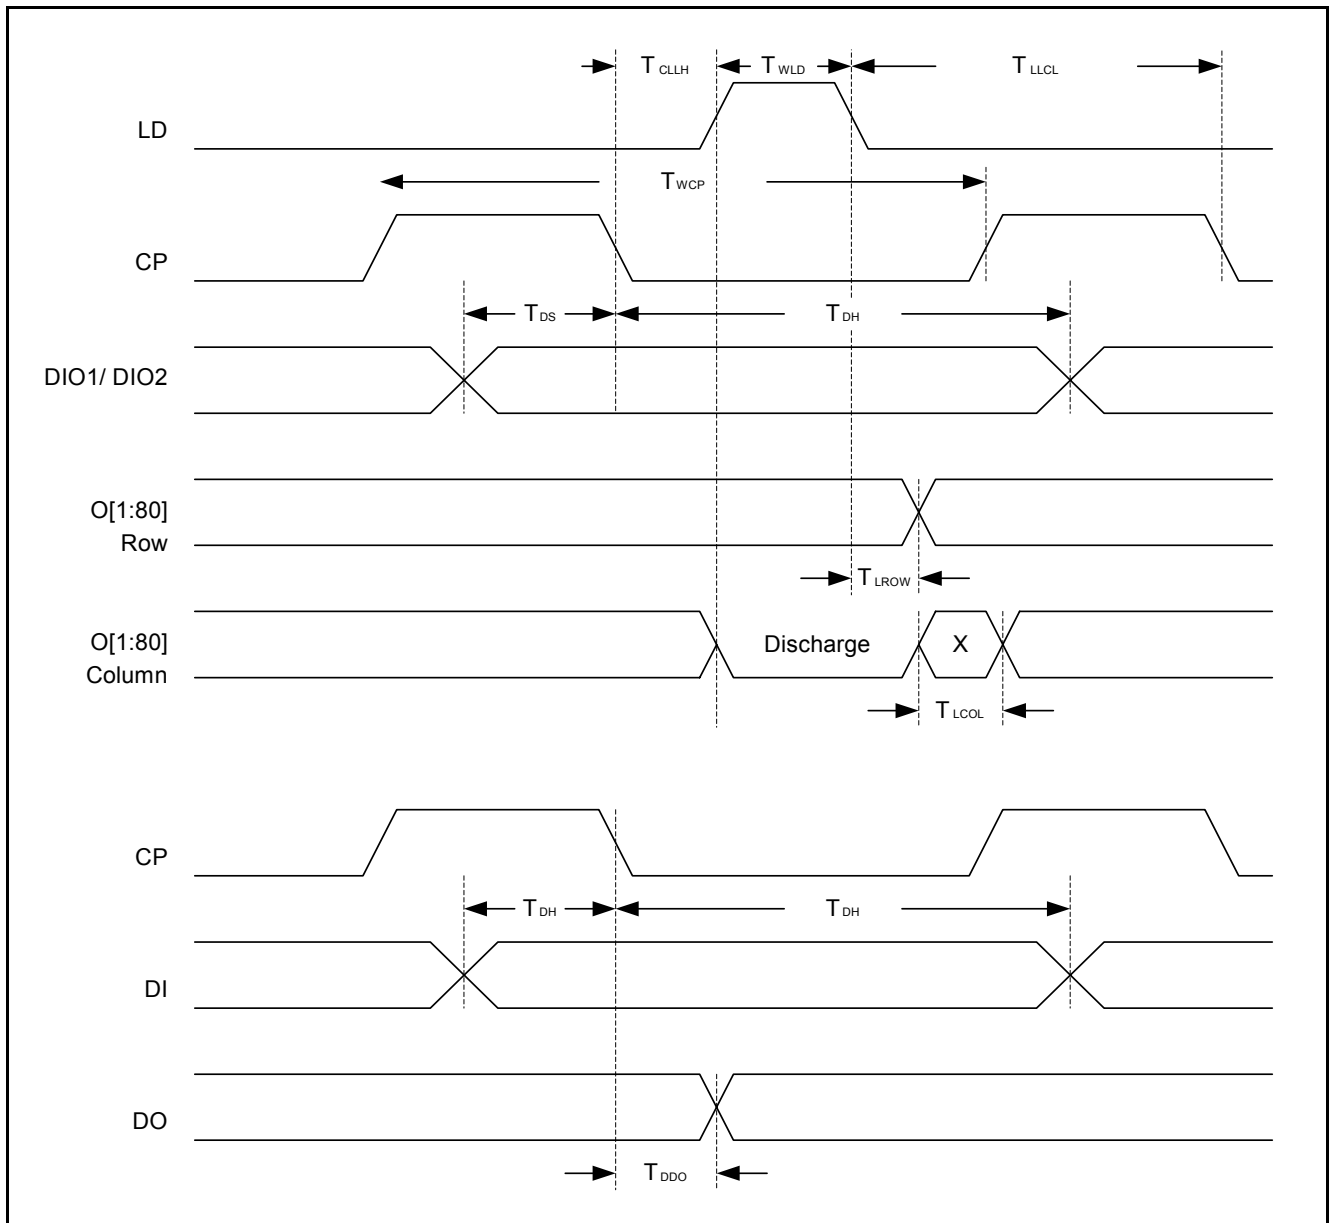 T CLLH T WLD T LLCL
LD
T WCP
CP
T DS T DH
DIO1/ DIO2
O[1:80]
Row
T LROW
O[1:80] Discharge X
Column
T LCOL
CP
T DH T DH
DI
DO
T DDO